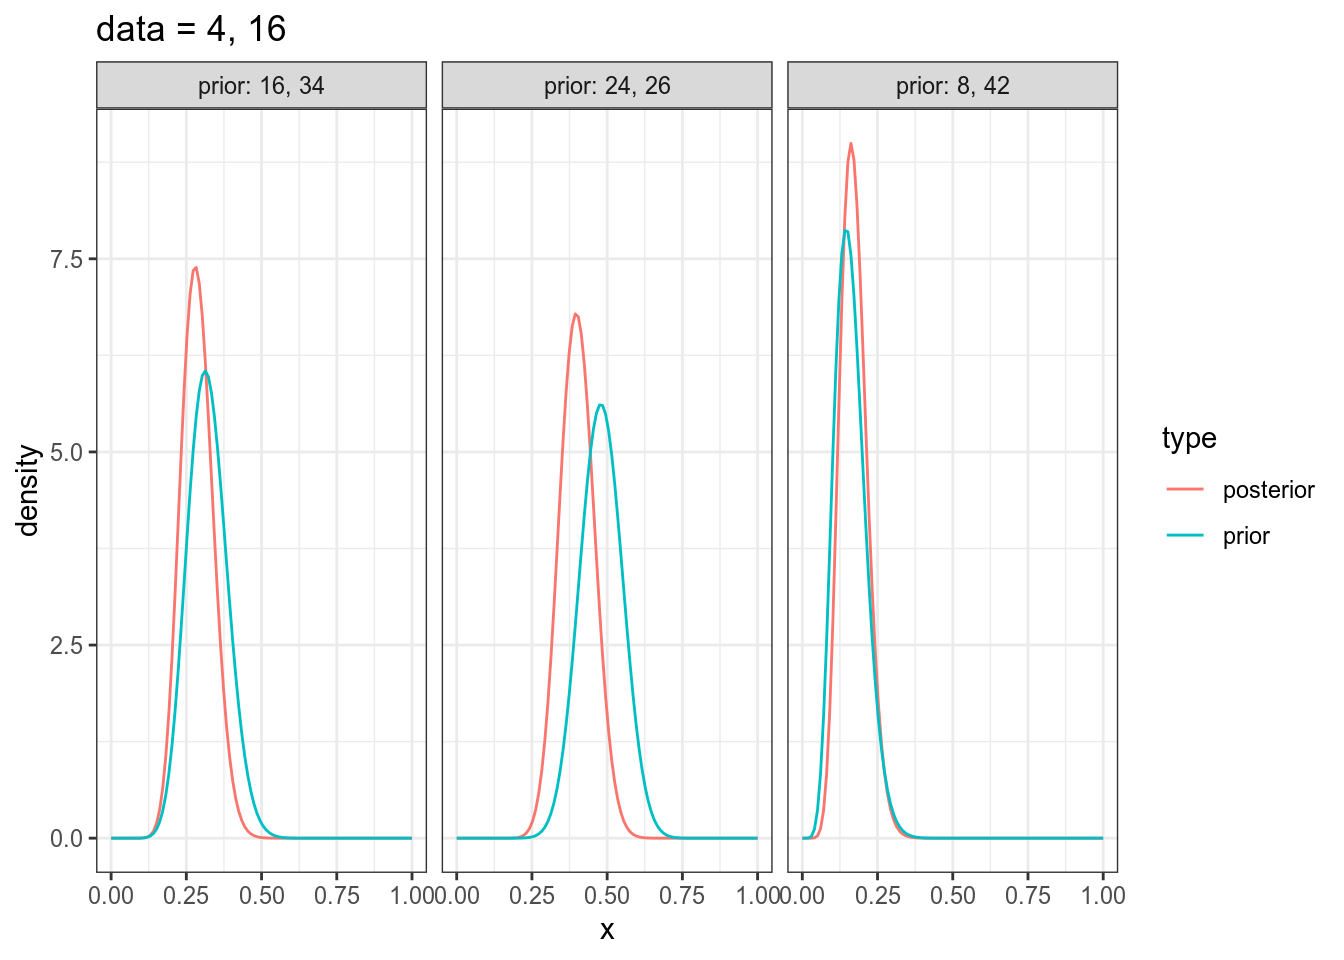 data = 4, 16
prior: 16, 34
prior: 24, 26
prior: 8, 42
density
7.5
5.0
2.5
0.0
0.00 0.25 0.50 0.75 1.00
0.00 0.25 0.50 0.75 1.00
0.00 0.25 0.50 0.75 1.00
x
type
posterior
prior